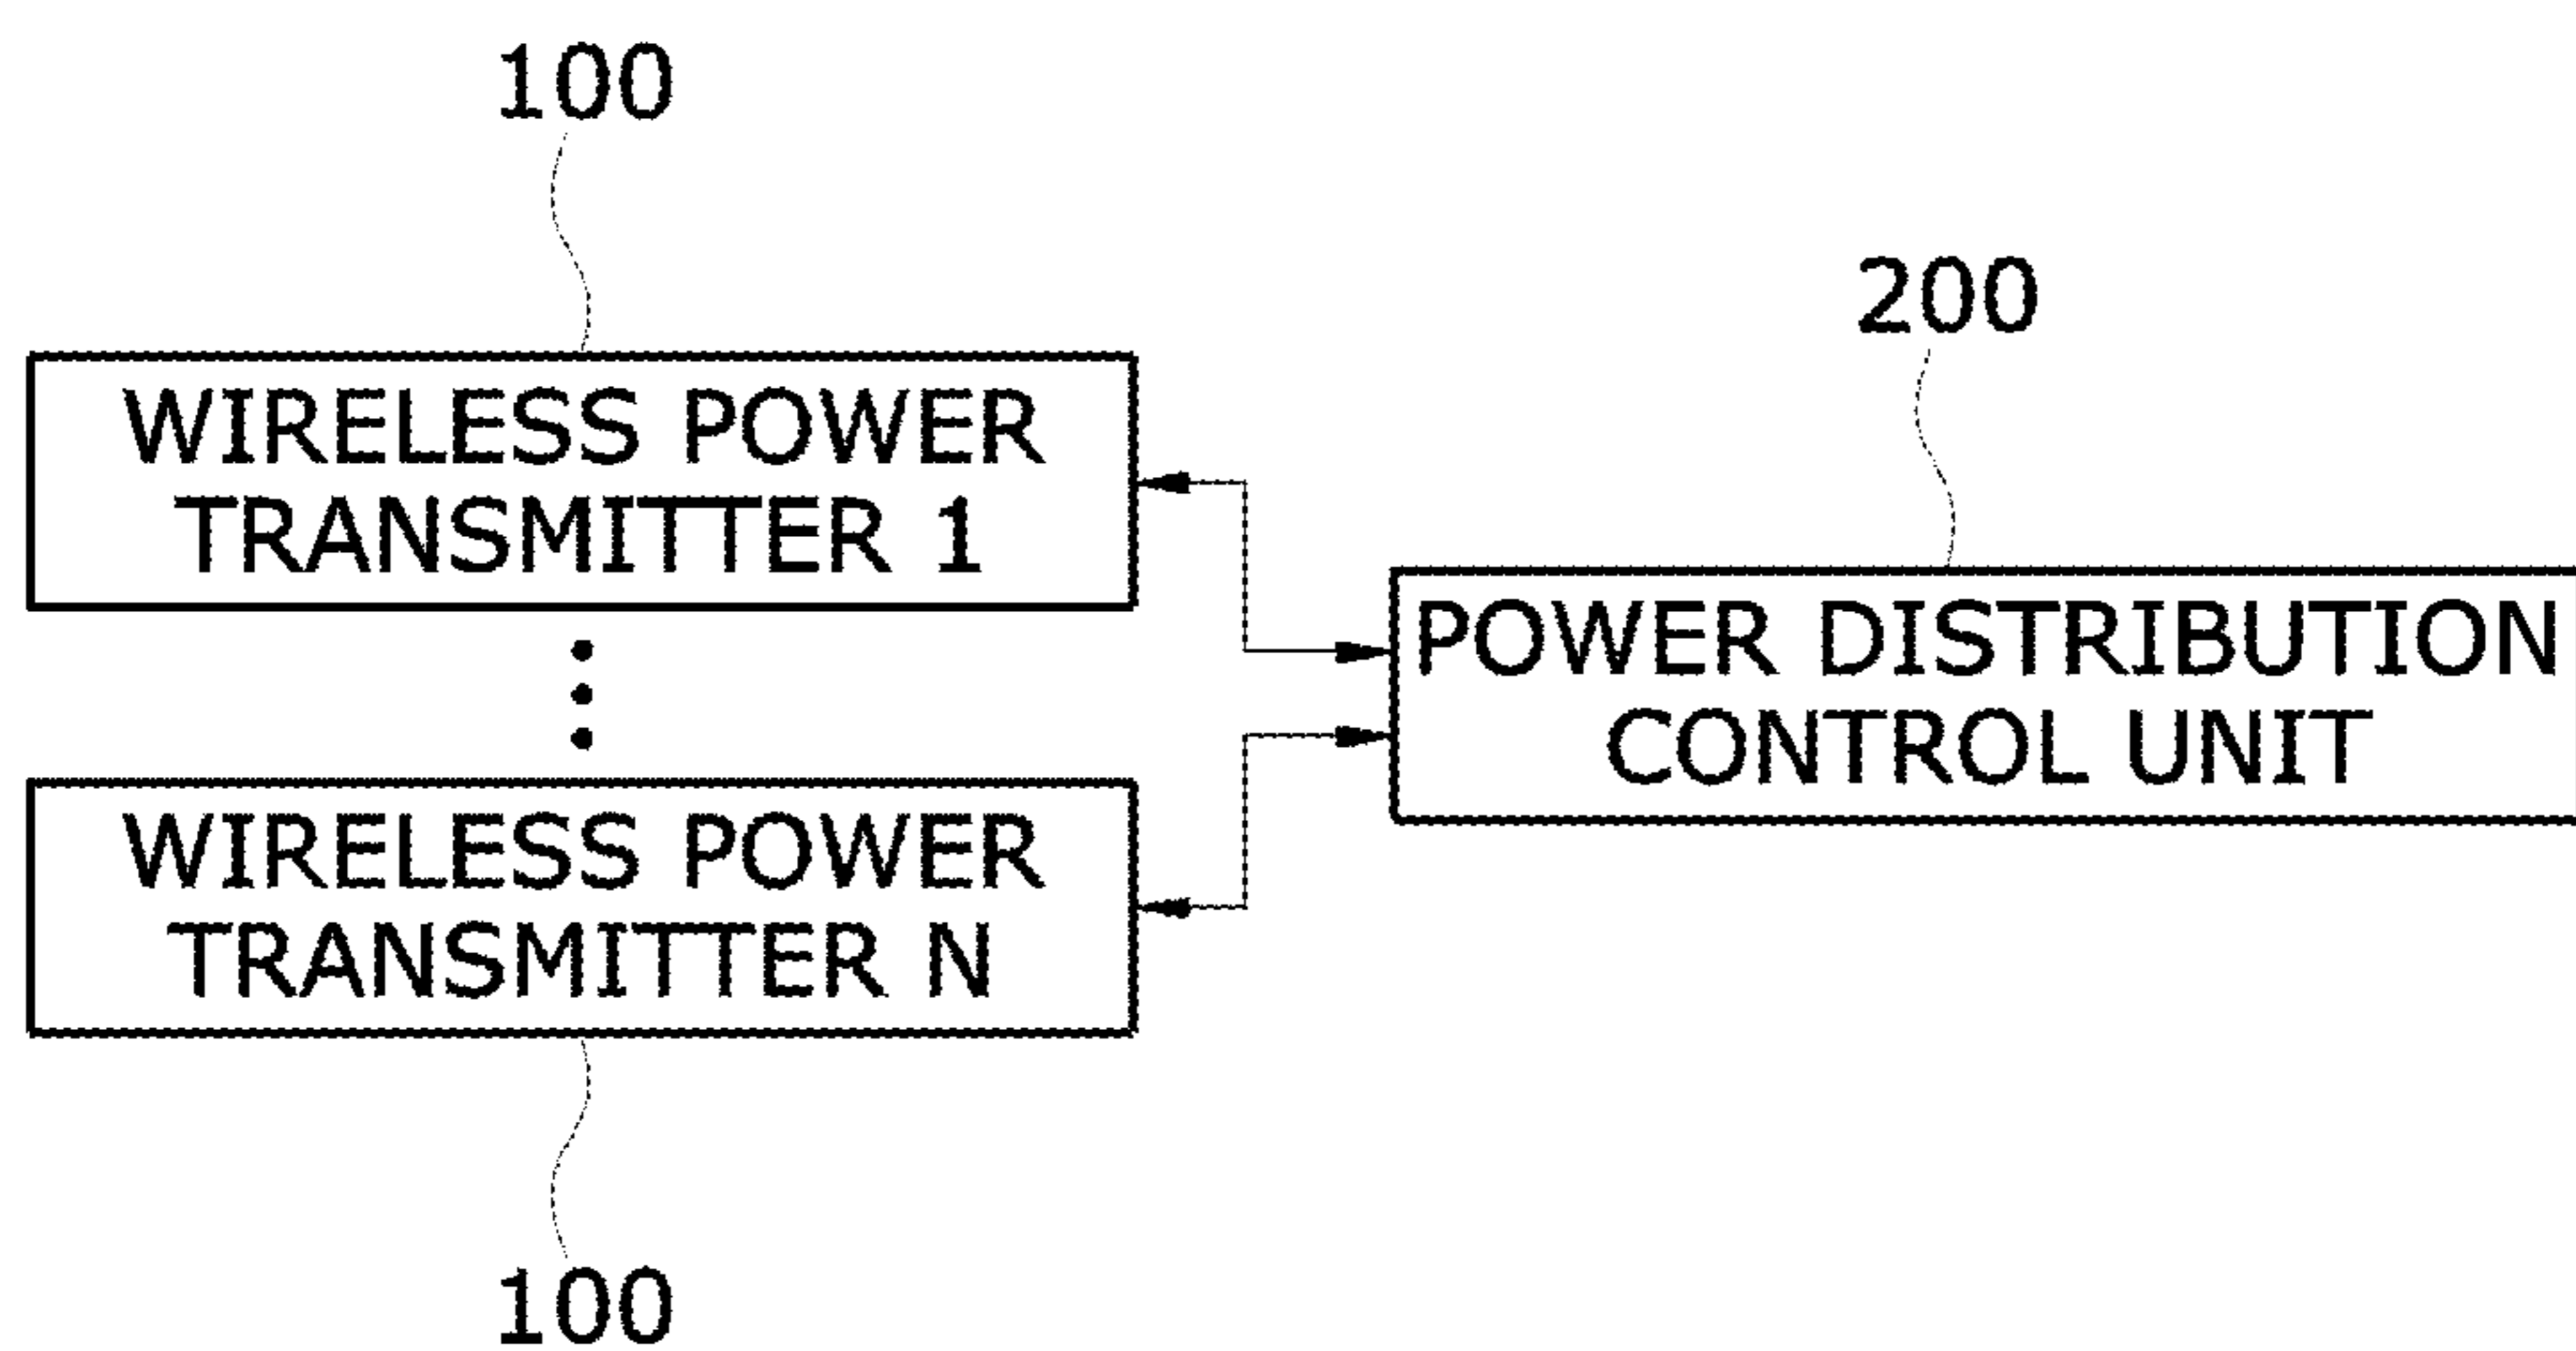 100
WIRELESS POWER
TRANSMITTER 1
200
POWER DISTRIBUTION
CONTROL UNIT
WIRELESS POWER
TRANSMITTER N
100